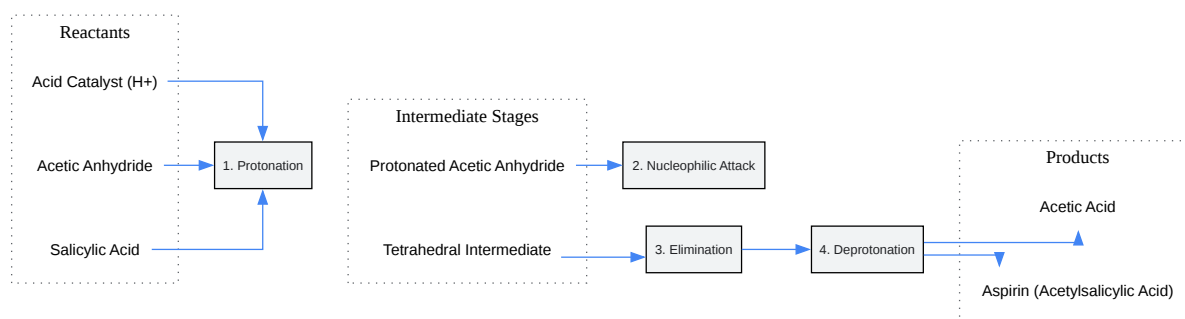 Reactants
Acid Catalyst (H+)
Acetic Anhydride
Salicylic Acid
1. Protonation
Intermediate Stages
Protonated Acetic Anhydride
Tetrahedral Intermediate
2. Nucleophilic Attack
3. Elimination
4. Deprotonation
Products
Acetic Acid
Aspirin (Acetylsalicylic Acid)